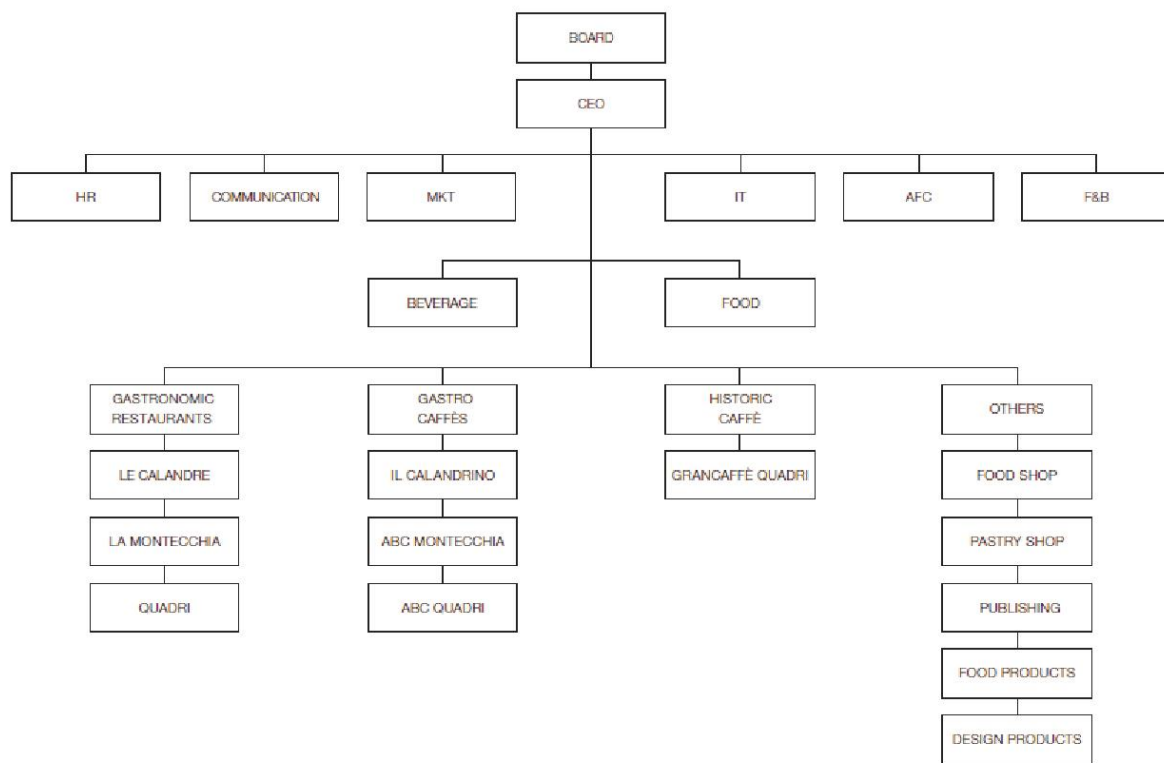 BOARD
CEO
HR
COMMUNICATION
MKT
IT
AFC
F&B
BEVERAGE
FOOD
GASTRONOMIC
RESTAURANTS
LE CALANDRE
LA MONTECCHIA
QUADRI
GASTRO
CAFFÈS
IL CALANDRINO
ABC MONTECCHIA
ABC QUADRI
HISTORIC
CAFFÈ
GRANCAFFÈ QUADRI
OTHERS
FOOD SHOP
PASTRY SHOP
PUBLISHING
FOOD PRODUCTS
DESIGN PRODUCTS